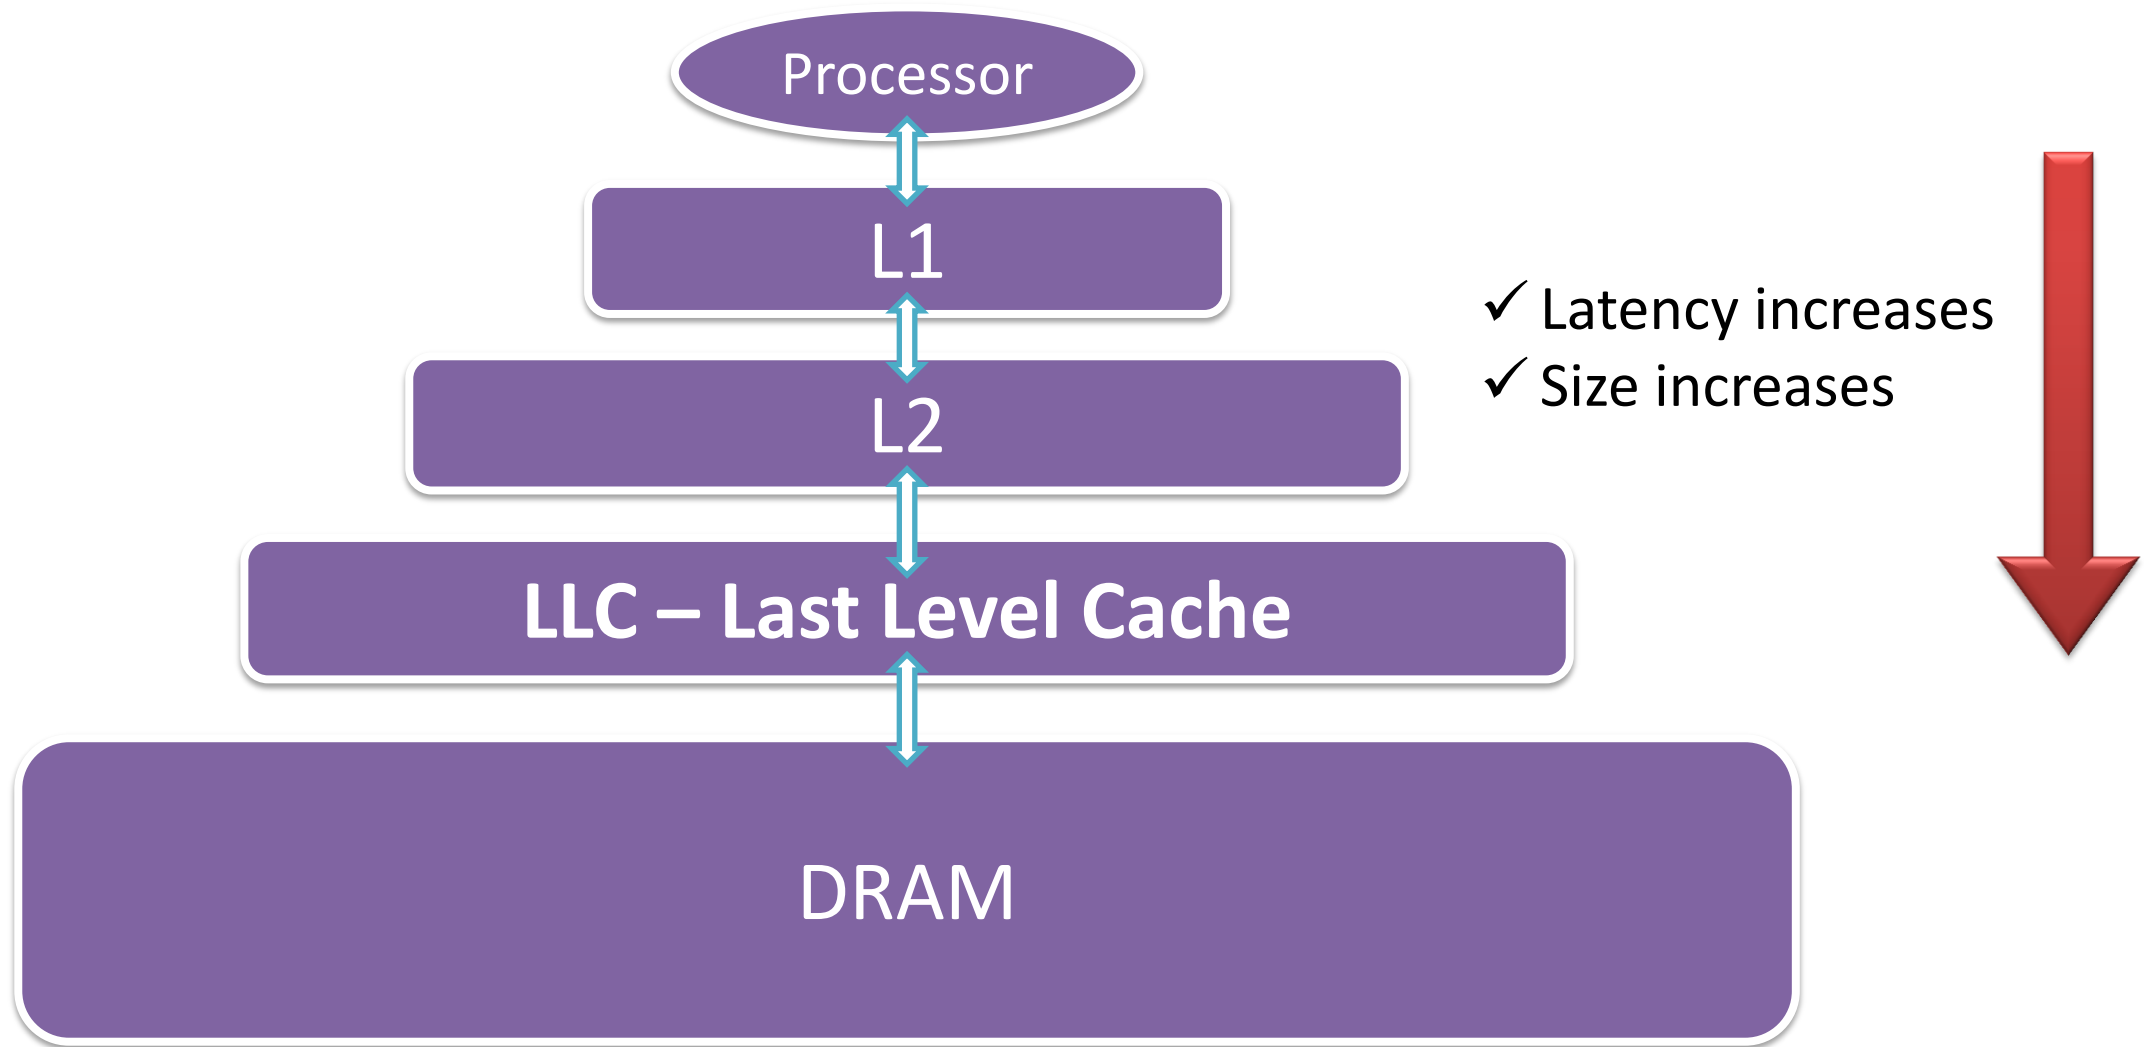 Processor
L1
✓ Latency increases
✓ Size increases
L2
LLC – Last Level Cache
DRAM